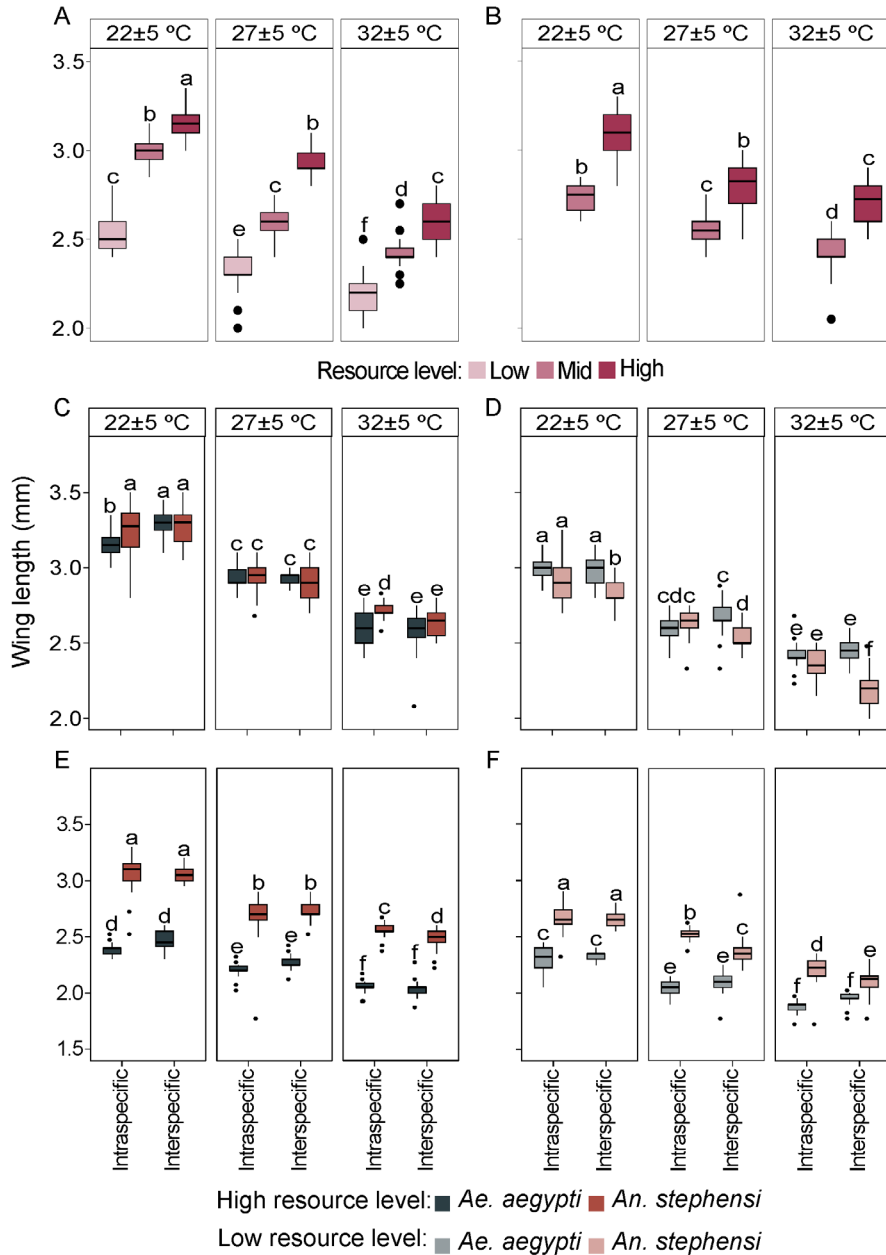 A
22±5 ºC 27±5 ºC 32±5 ºC
B
22±5 ºC 27±5 ºC 32±5 ºC
3.5
3.0
2.5
2.0
c b a
e c b
f d c
b a
c b
d c
Resource level: Low Mid High
C
22±5 ºC 27±5 ºC 32±5 ºC
D
22±5 ºC 27±5 ºC 32±5 ºC
Wing length (mm)
3.5
3.0
2.5
2.0
b a a a
c c c c
e d e e
a a a b
cd c c d
e e e f
E
F
3.5
3.0
2.5
2.0
1.5
d a d a
e b e b
f c f d
c a c a
e b e c
f d f e
Intraspecific
Interspecific
Intraspecific
Interspecific
Intraspecific
Interspecific
Intraspecific
Interspecific
Intraspecific
Interspecific
Intraspecific
Interspecific
High resource level: Ae. aegypti An. stephensi
Low resource level: Ae. aegypti An. stephensi